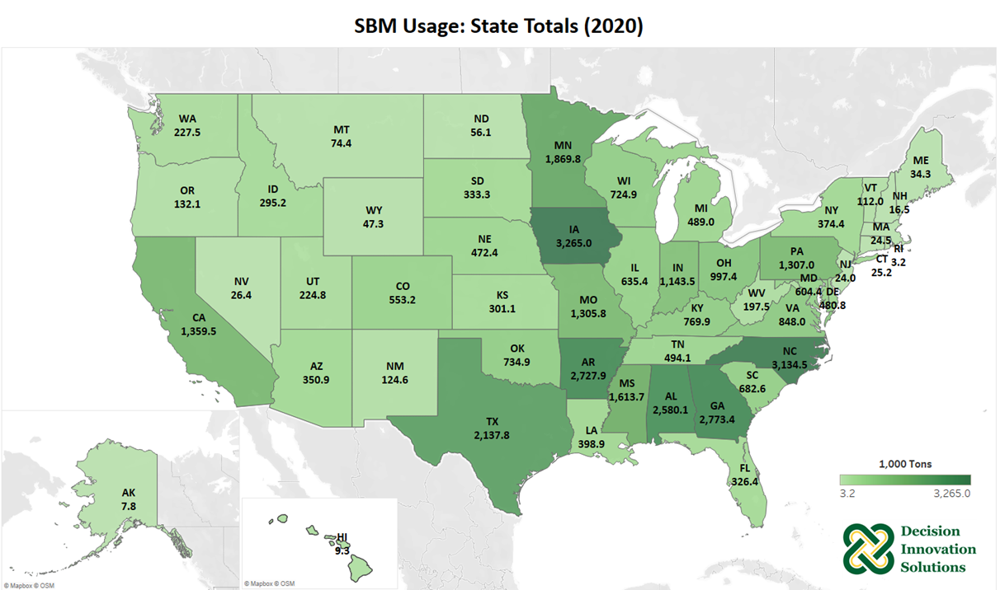 SBM Usage: State Totals (2020)
WA
227.5
MT
74.4
ND
56.1
MN
1,869.8
ME
34.3
OR
132.1
ID
295.2
SD
333.3
WI
724.9
VT
112.0
NH
16.5
WY
47.3
MI
489.0
NY
374.4
MA
24.5
IA
3,265.0
NE
472.4
RI
3.2
CT
25.2
PA
1,307.0
NJ
24.0
NV
26.4
UT
224.8
CO
553.2
IL
635.4
IN
1,143.5
OH
997.4
MD
604.4
DE
480.8
KS
301.1
MO
1,305.8
WV
197.5
KY
769.9
VA
848.0
CA
1,359.5
AZ
350.9
NM
124.6
OK
734.9
AR
2,727.9
TN
494.1
NC
3,134.5
MS
1,613.7
AL
2,580.1
GA
2,773.4
SC
682.6
TX
2,137.8
LA
398.9
FL
326.4
1,000 Tons
3.2 3,265.0
AK
7.8
HI
9.3
Decision
Innovation
Solutions
© Mapbox © OSM
© Mapbox © OSM